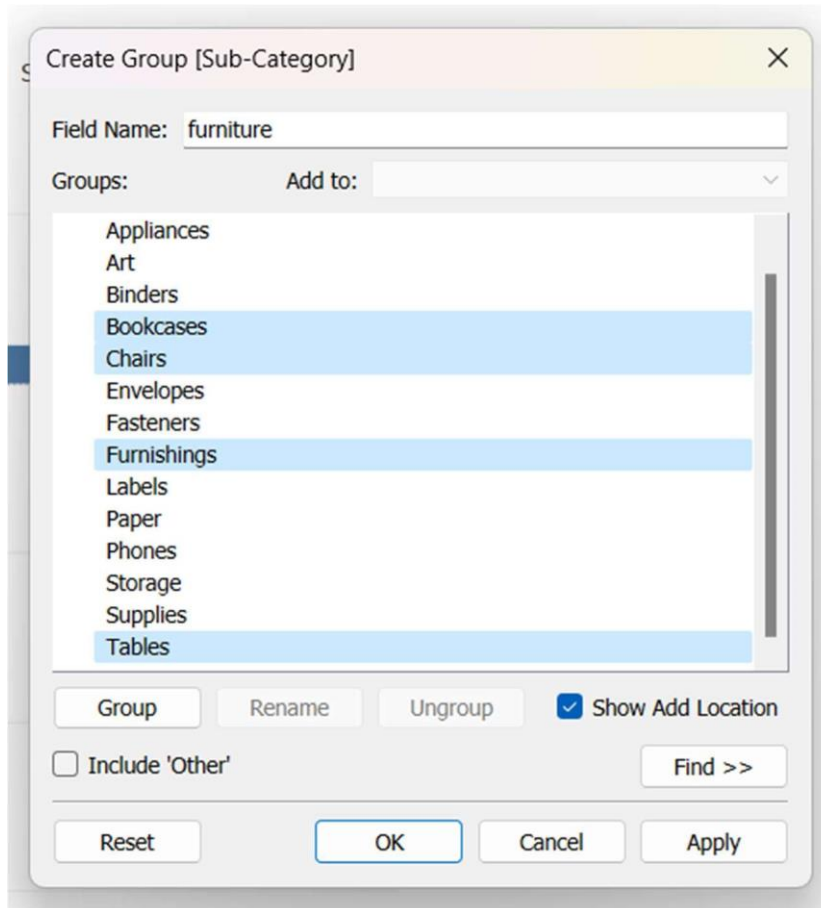 S
Create Group [Sub-Category]
Field Name: furniture
Groups: Add to:
Appliances
Art
Binders
Bookcases
Chairs
Envelopes
Fasteners
Furnishings
Labels
Paper
Phones
Storage
Supplies
Tables
Group Rename Ungroup Show Add Location
Include 'Other' Find >>
Reset OK Cancel Apply